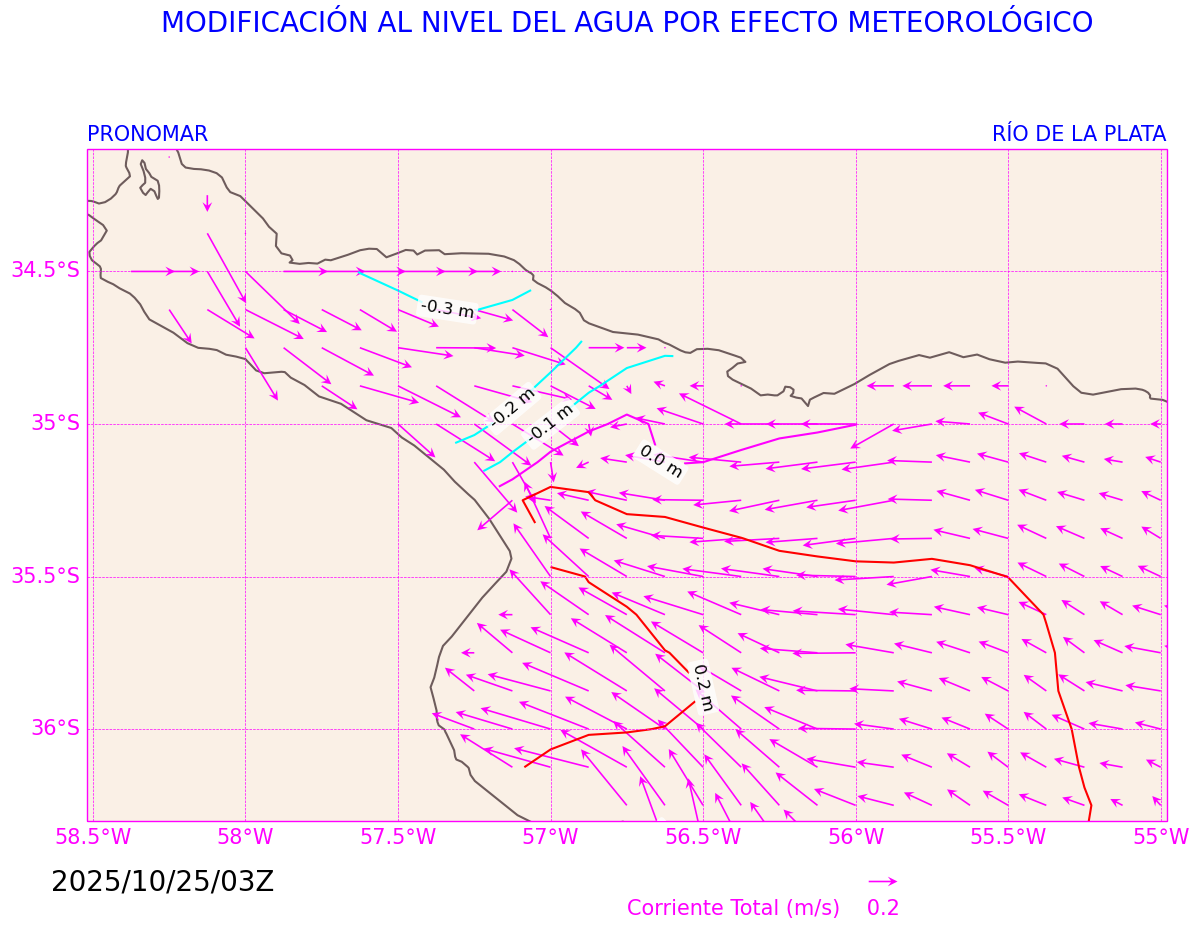 MODIFICACIÓN AL NIVEL DEL AGUA POR EFECTO METEOROLÓGICO
PRONOMAR
RÍO DE LA PLATA
34.5°S
35°S
35.5°S
36°S
-0.3 m
-0.2 m
-0.1 m
0.0 m
0.2 m
58.5°W
58°W
57.5°W
57°W
56.5°W
56°W
55.5°W
55°W
2025/10/25/03Z
Corriente Total (m/s)
0.2